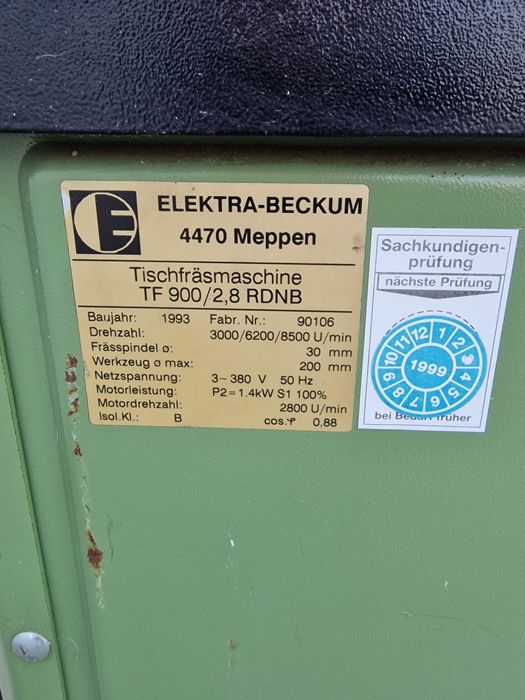 E
ELEKTRA-BECKUM
4470 Meppen
Tischfräsmaschine
TF 900/2,8 RDNB
Baujahr: 1993 Fabr. Nr.: 90106
Drehzahl: 3000/6200/8500 U/min
Frässpindel ø: 30 mm
Werkzeug ø max: 200 mm
Netzspannung: 3~ 380 V 50 Hz
Motorleistung: P2=1.4kW S1 100%
Motordrehzahl: 2800 U/min
Isol.Kl.: B cos.φ 0,88
Sachkundigen-
prüfung
nächste Prüfung
12 1 2 4 5 6 7 8 9 10 11
1999
bei Bedarf früher